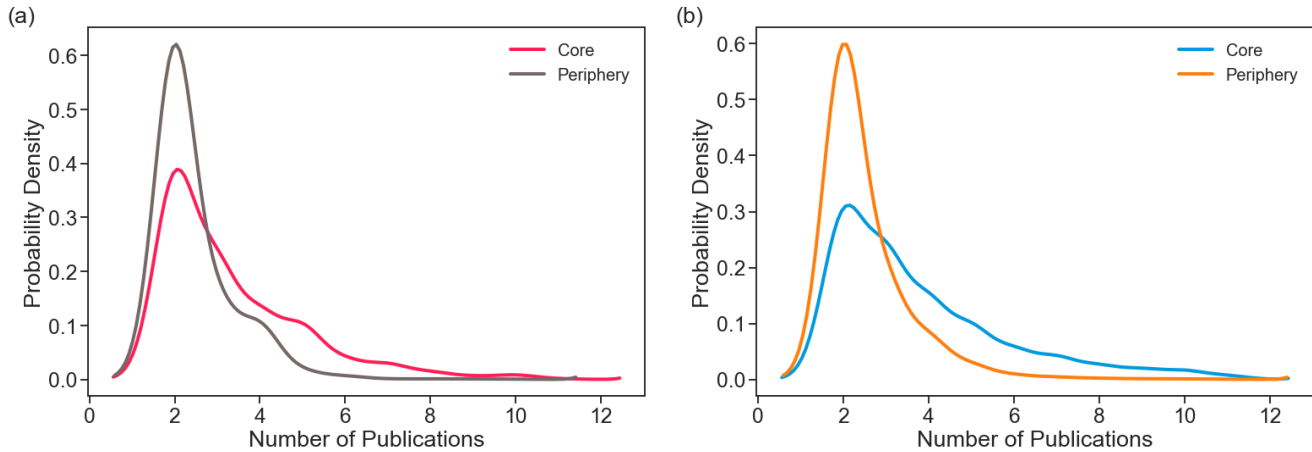 (a)
Probability Density
0.6
0.5
0.4
0.3
0.2
0.1
0.0
0 2 4 6 8 10 12
Number of Publications
Core
Periphery
(b)
Probability Density
0.6
0.5
0.4
0.3
0.2
0.1
0.0
0 2 4 6 8 10 12
Number of Publications
Core
Periphery